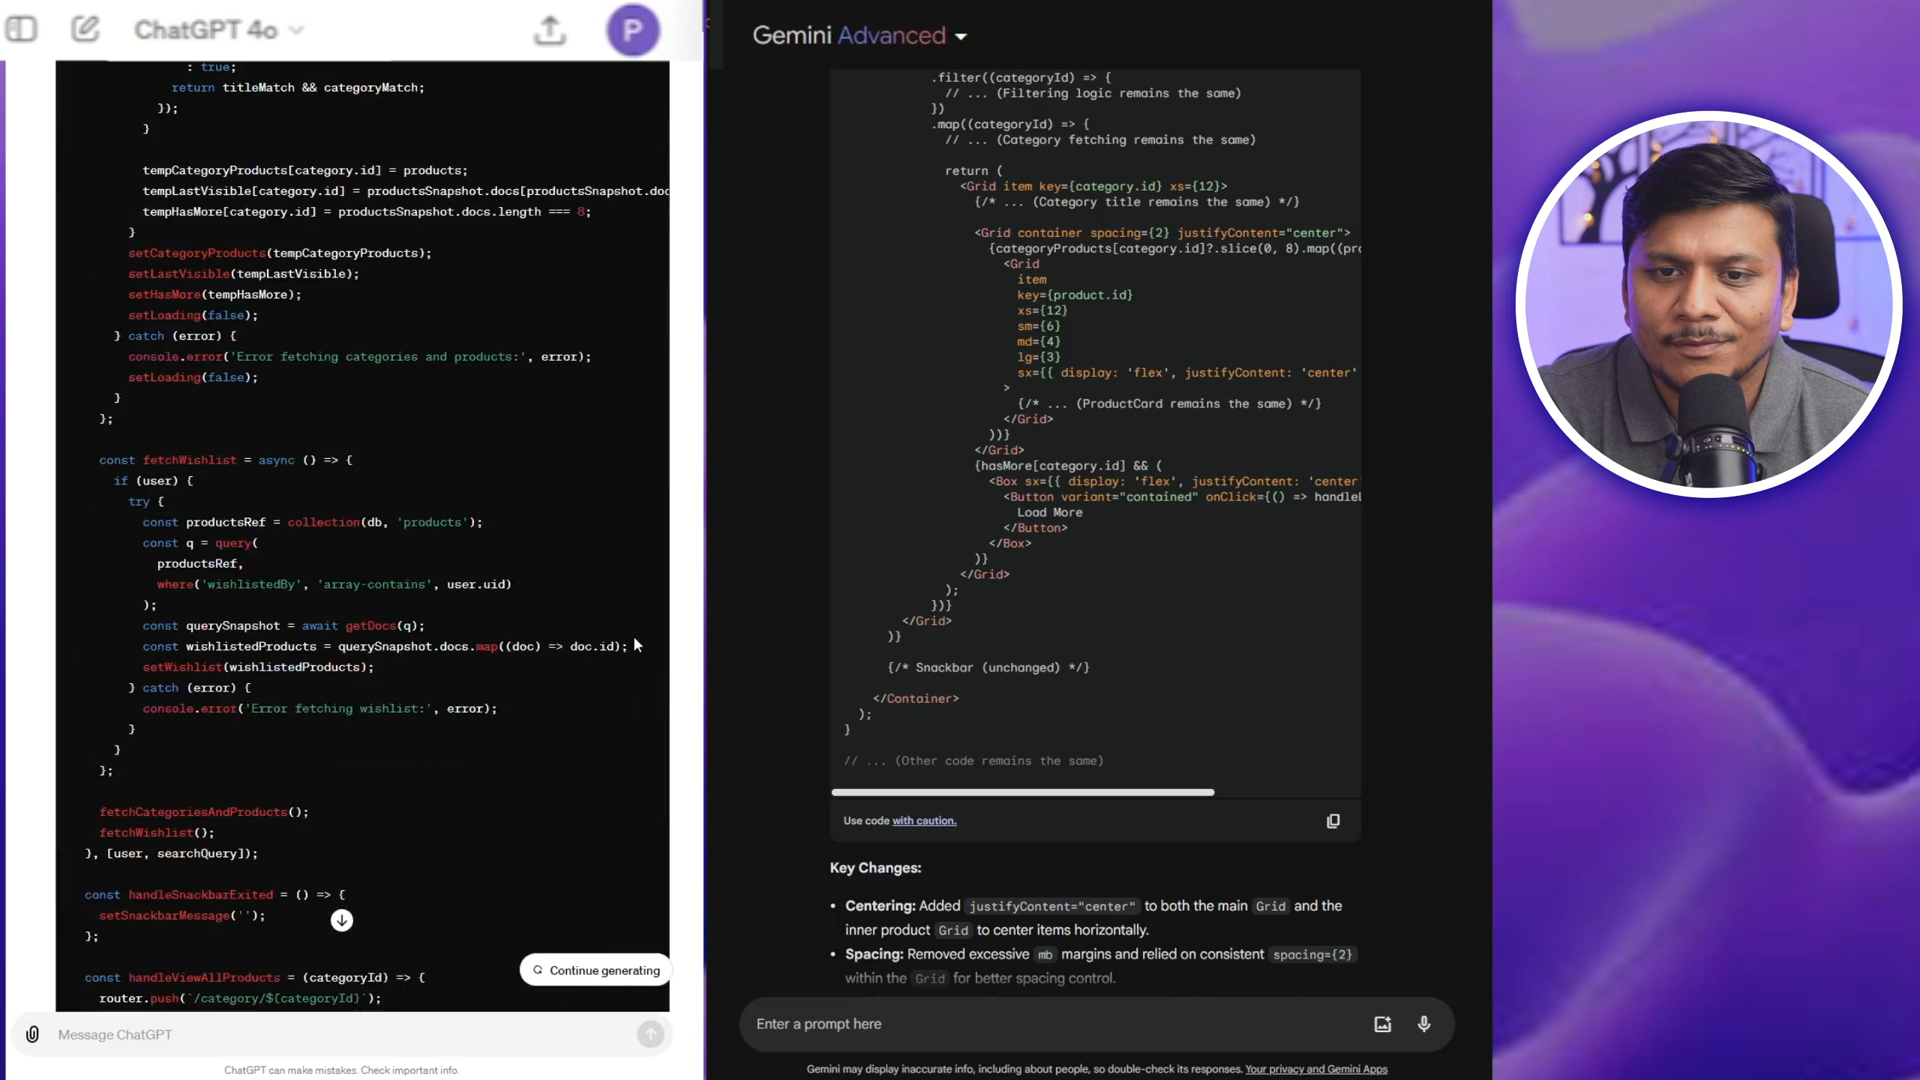 ChatGPT 4o
P
: true;
return titleMatch && categoryMatch;
});
}
tempCategoryProducts[category.id] = products;
tempLastVisible[category.id] = productsSnapshot.docs[productsSnapshot.doc
tempHasMore[category.id] = productsSnapshot.docs.length === 8;
}
setCategoryProducts(tempCategoryProducts);
setLastVisible(tempLastVisible);
setHasMore(tempHasMore);
setLoading(false);
} catch (error) {
console.error('Error fetching categories and products:', error);
setLoading(false);
}
};
const fetchWishlist = async () => {
if (user) {
try {
const productsRef = collection(db, 'products');
const q = query(
productsRef,
where('wishlistedBy', 'array-contains', user.uid)
);
const querySnapshot = await getDocs(q);
const wishlistedProducts = querySnapshot.docs.map((doc) => doc.id);
setWishlist(wishlistedProducts);
} catch (error) {
console.error('Error fetching wishlist:', error);
}
}
};
fetchCategoriesAndProducts();
fetchWishlist();
}, [user, searchQuery]);
const handleSnackbarExited = () => {
setSnackbarMessage('');
};
const handleViewAllProducts = (categoryId) => {
router.push(`/category/${categoryId}`);
Continue generating
Message ChatGPT
ChatGPT can make mistakes. Check important info.
Gemini Advanced
.filter((categoryId) => {
// ... (Filtering logic remains the same)
})
.map((categoryId) => {
// ... (Category fetching remains the same)
return (
<Grid item key={category.id} xs={12}>
{/* ... (Category title remains the same) */}
<Grid container spacing={2} justifyContent="center">
{categoryProducts[category.id]?.slice(0, 8).map((pro
<Grid
item
key={product.id}
xs={12}
sm={6}
md={4}
lg={3}
sx={{ display: 'flex', justifyContent: 'center'
>
{/* ... (ProductCard remains the same) */}
</Grid>
))}
</Grid>
{hasMore[category.id] && (
<Box sx={{ display: 'flex', justifyContent: 'center
<Button variant="contained" onClick={() => handleL
Load More
</Button>
</Box>
)}
</Grid>
);
})}
</Grid>
)}
{/* Snackbar (unchanged) */}
</Container>
);
}
// ... (Other code remains the same)
Use code with caution.
Key Changes:
• Centering: Added justifyContent="center" to both the main Grid and the
inner product Grid to center items horizontally.
• Spacing: Removed excessive mb margins and relied on consistent spacing={2}
within the Grid for better spacing control.
Enter a prompt here
Gemini may display inaccurate info, including about people, so double-check its responses. Your privacy and Gemini Apps